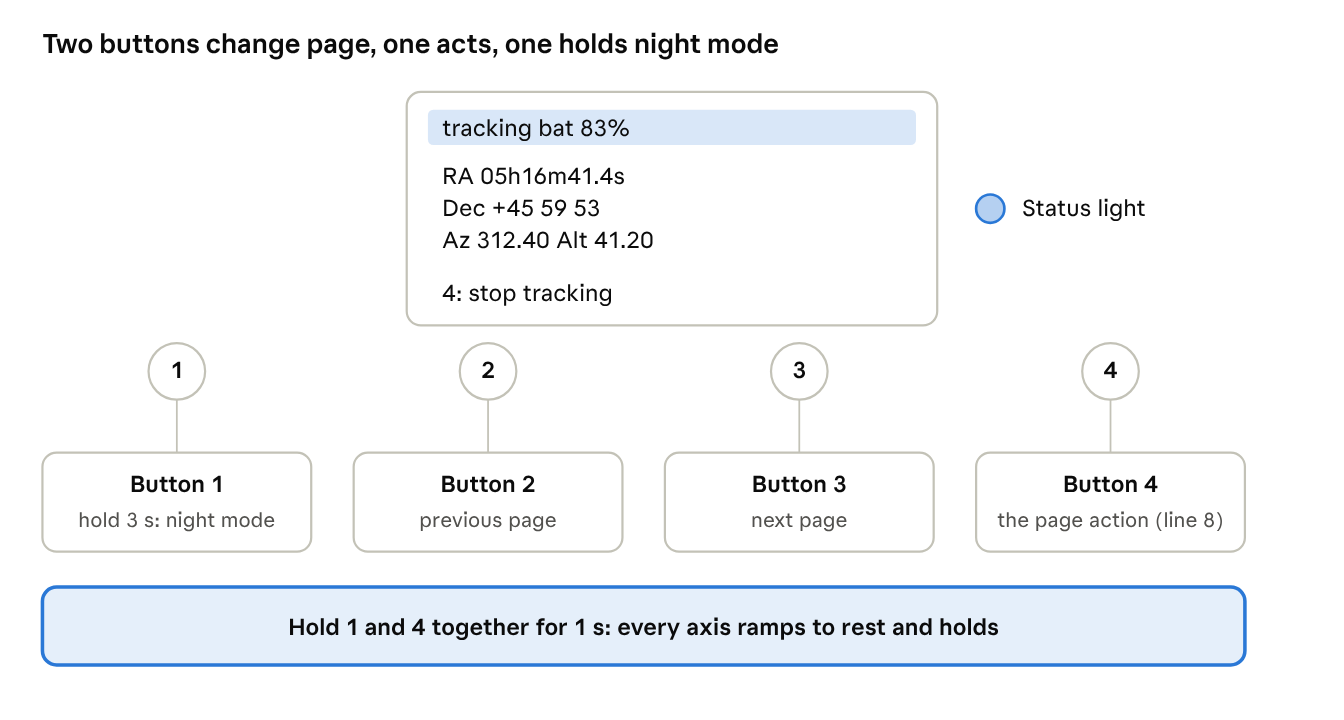 Two buttons change page, one acts, one holds night mode
tracking bat 83%
RA 05h16m41.4s
Dec +45 59 53
Az 312.40 Alt 41.20
4: stop tracking
Status light
1
2
3
4
Button 1
hold 3 s: night mode
Button 2
previous page
Button 3
next page
Button 4
the page action (line 8)
Hold 1 and 4 together for 1 s: every axis ramps to rest and holds